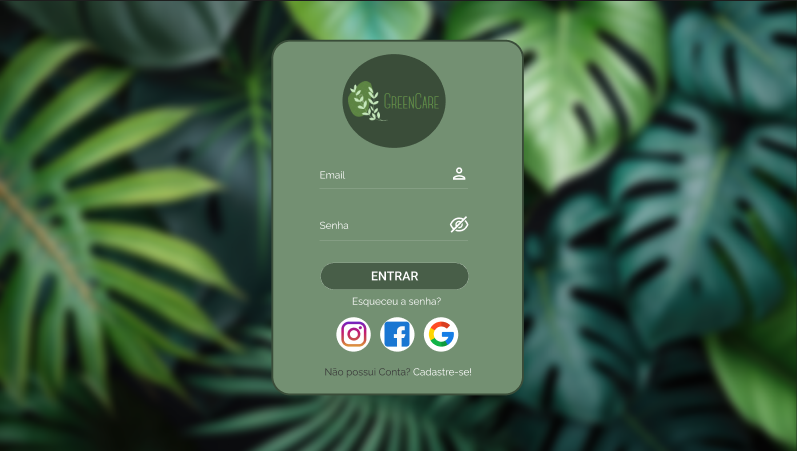 GREENCARE
Email
Senha
ENTRAR
Esqueceu a senha?
Não possui Conta? Cadastre-se!